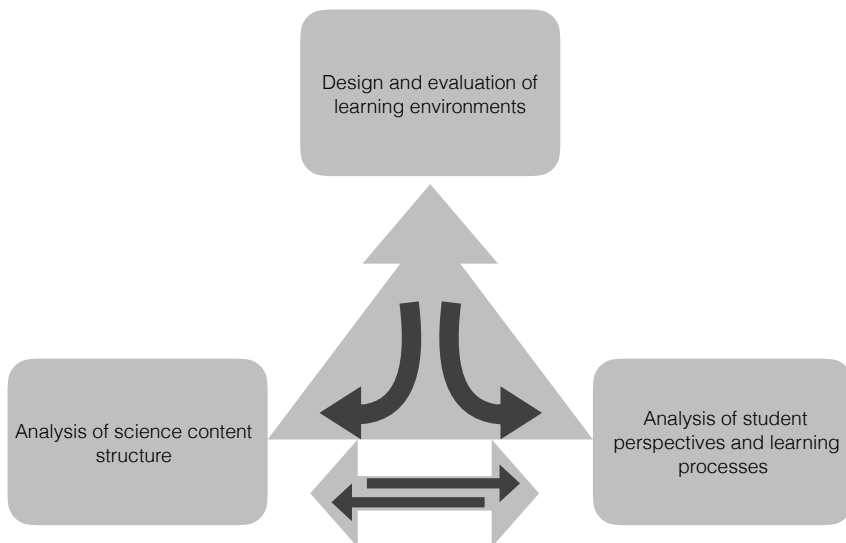 Design and evaluation of
learning environments
Analysis of science content
structure
Analysis of student
perspectives and learning
processes